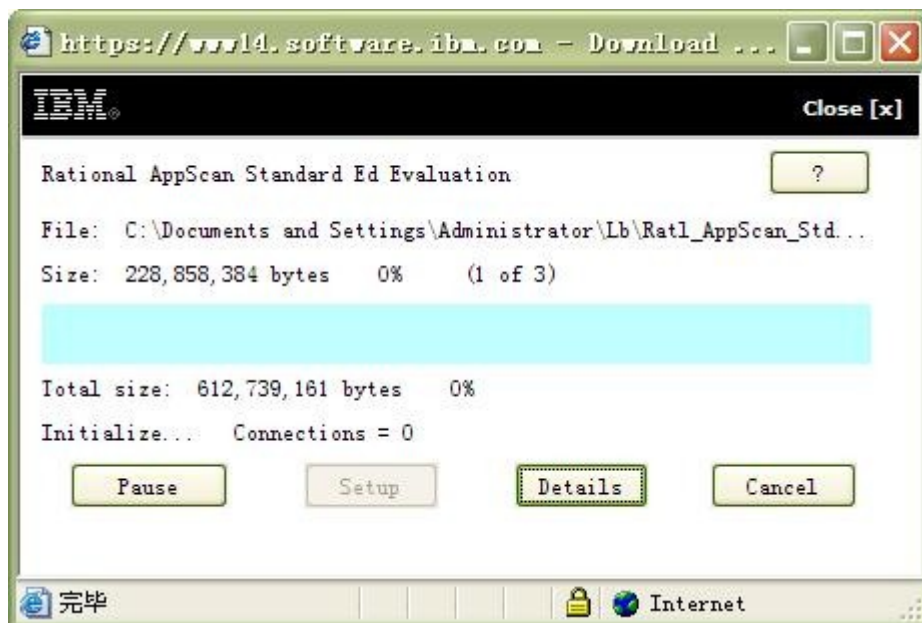 https://www14.software.ibm.com - Download ...
IBM®
Close [x]
Rational AppScan Standard Ed Evaluation
?
File: C:\Documents and Settings\Administrator\Lb\Ratl_AppScan_Std...
Size: 228,858,384 bytes 0% (1 of 3)
Total size: 612,739,161 bytes 0%
Initialize... Connections = 0
Pause Setup Details Cancel
完毕 Internet